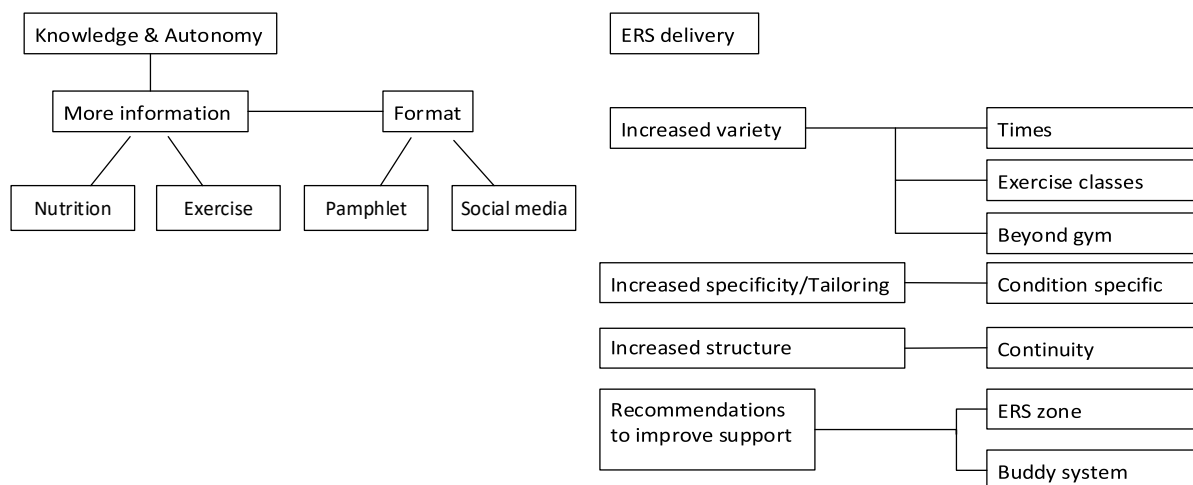 Knowledge & Autonomy
More information
Format
Nutrition
Exercise
Pamphlet
Social media
ERS delivery
Increased variety
Times
Exercise classes
Beyond gym
Increased specificity/Tailoring
Condition specific
Increased structure
Continuity
Recommendations
to improve support
ERS zone
Buddy system